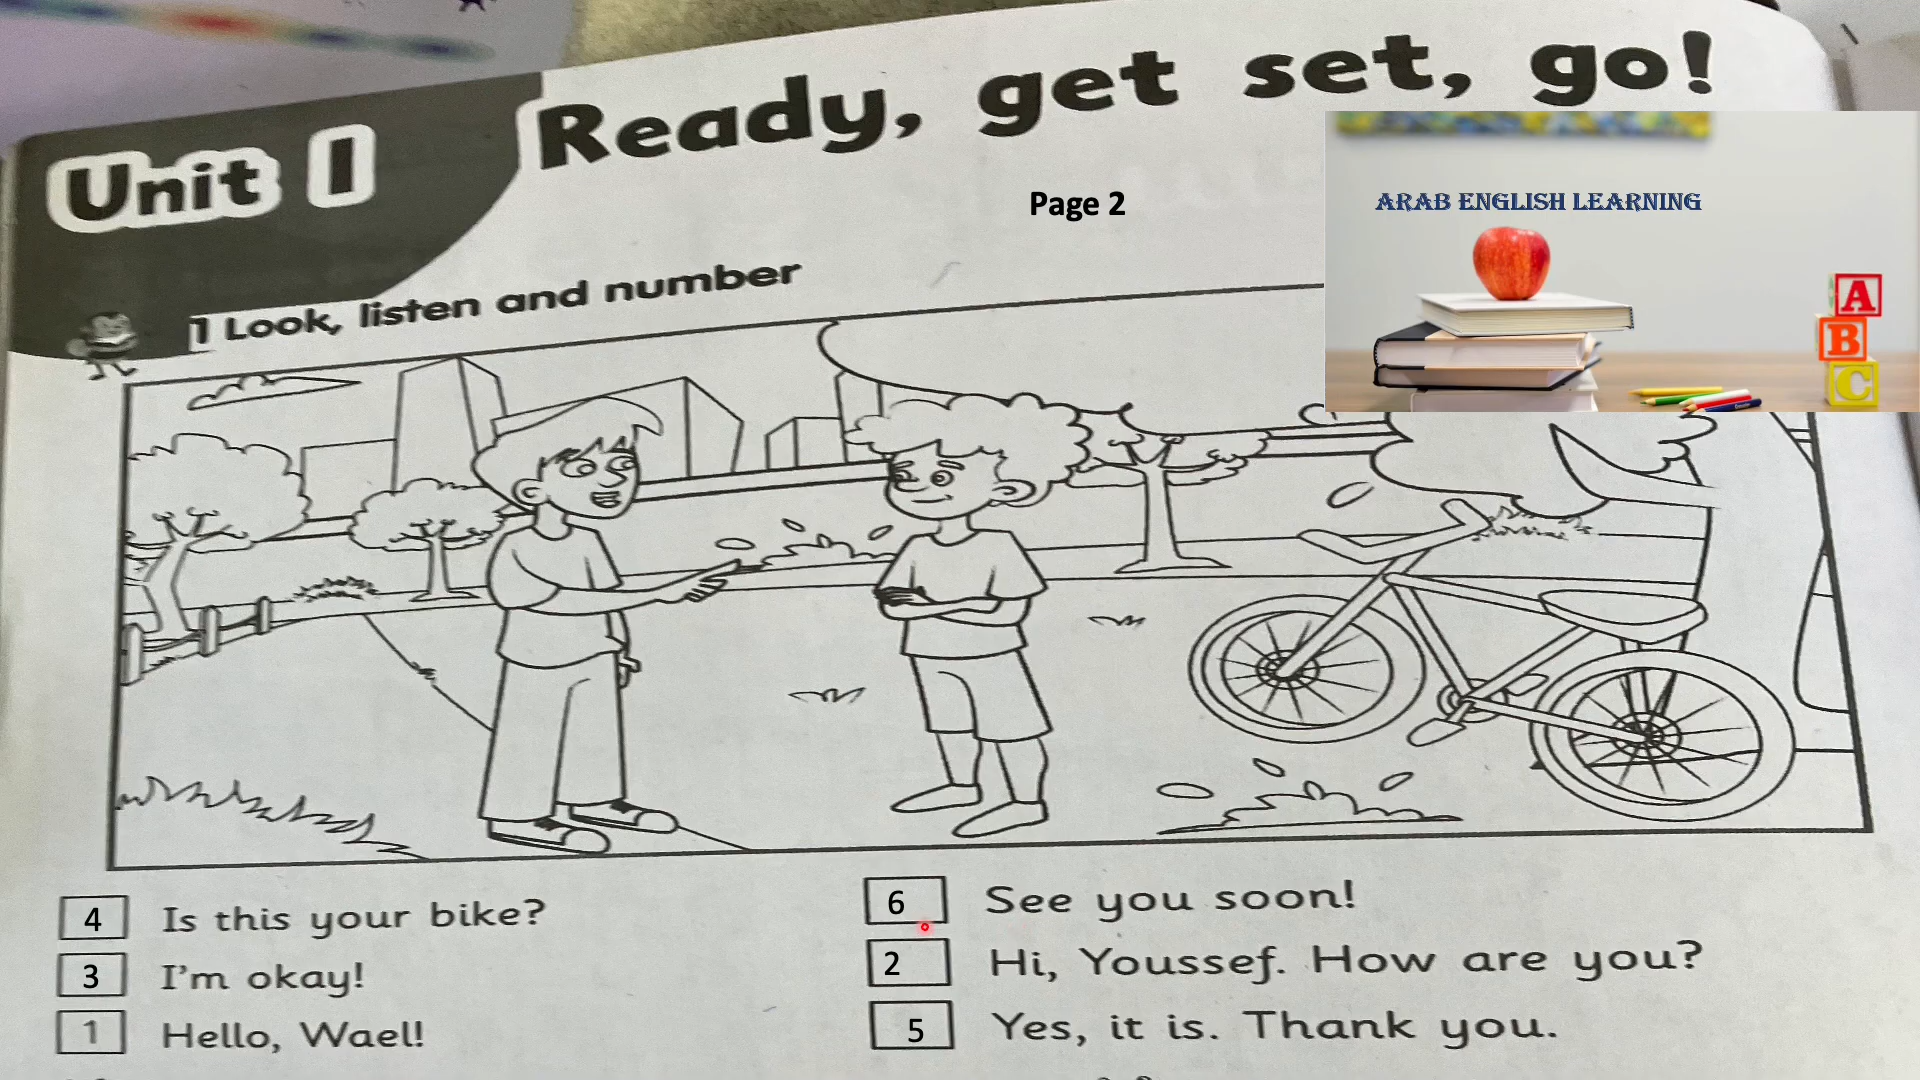 Unit 1 Ready, get set, go!
Page 2
ARAB ENGLISH LEARNING
A
B
C
1 Look, listen and number
4 Is this your bike?
3 I'm okay!
1 Hello, Wael!
6 See you soon!
2 Hi, Youssef. How are you?
5 Yes, it is. Thank you.